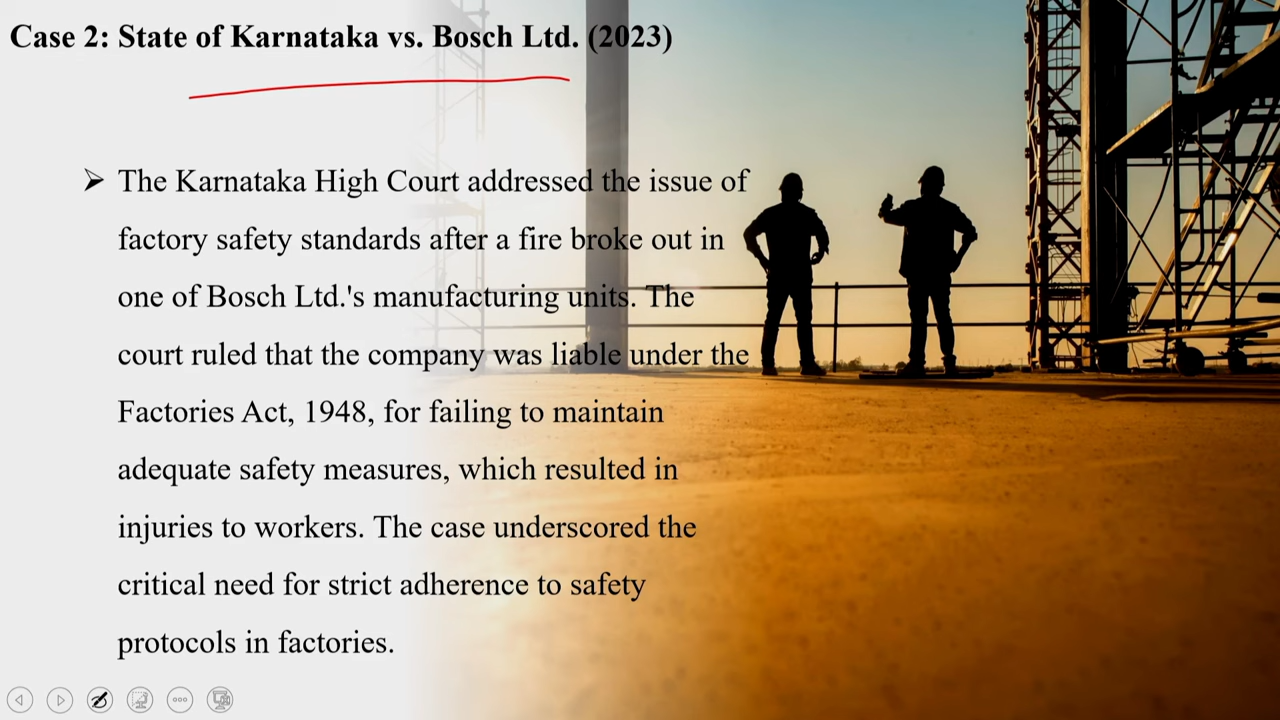 Case 2: State of Karnataka vs. Bosch Ltd. (2023)
➢ The Karnataka High Court addressed the issue of
factory safety standards after a fire broke out in
one of Bosch Ltd.'s manufacturing units. The
court ruled that the company was liable under the
Factories Act, 1948, for failing to maintain
adequate safety measures, which resulted in
injuries to workers. The case underscored the
critical need for strict adherence to safety
protocols in factories.